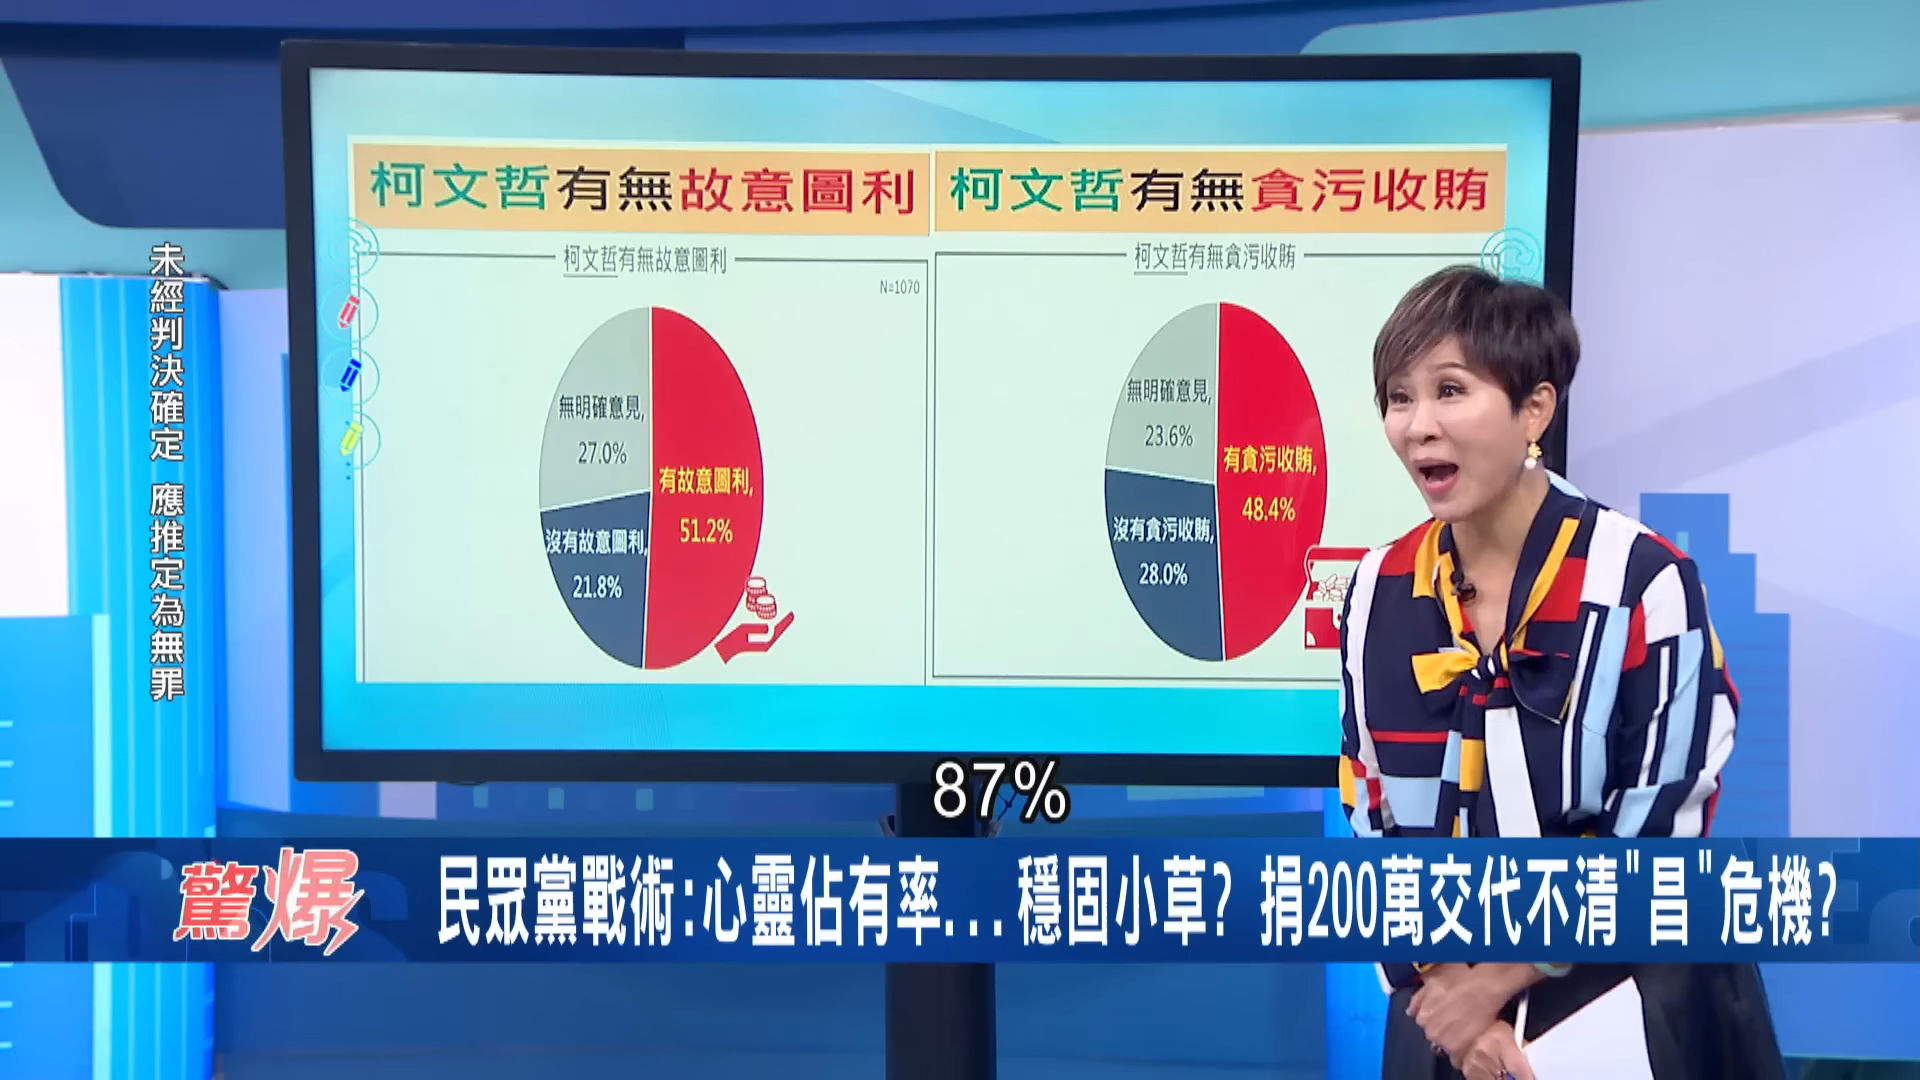 柯文哲有無故意圖利
柯文哲有無貪污收賄
柯文哲有無故意圖利
柯文哲有無貪污收賄
N=1070
無明確意見,
27.0%
有故意圖利,
51.2%
沒有故意圖利,
21.8%
無明確意見,
23.6%
有貪污收賄,
48.4%
沒有貪污收賄,
28.0%
未經判決確定 應推定為無罪
87%
驚爆
民眾黨戰術:心靈佔有率...穩固小草? 捐200萬交代不清"昌"危機?